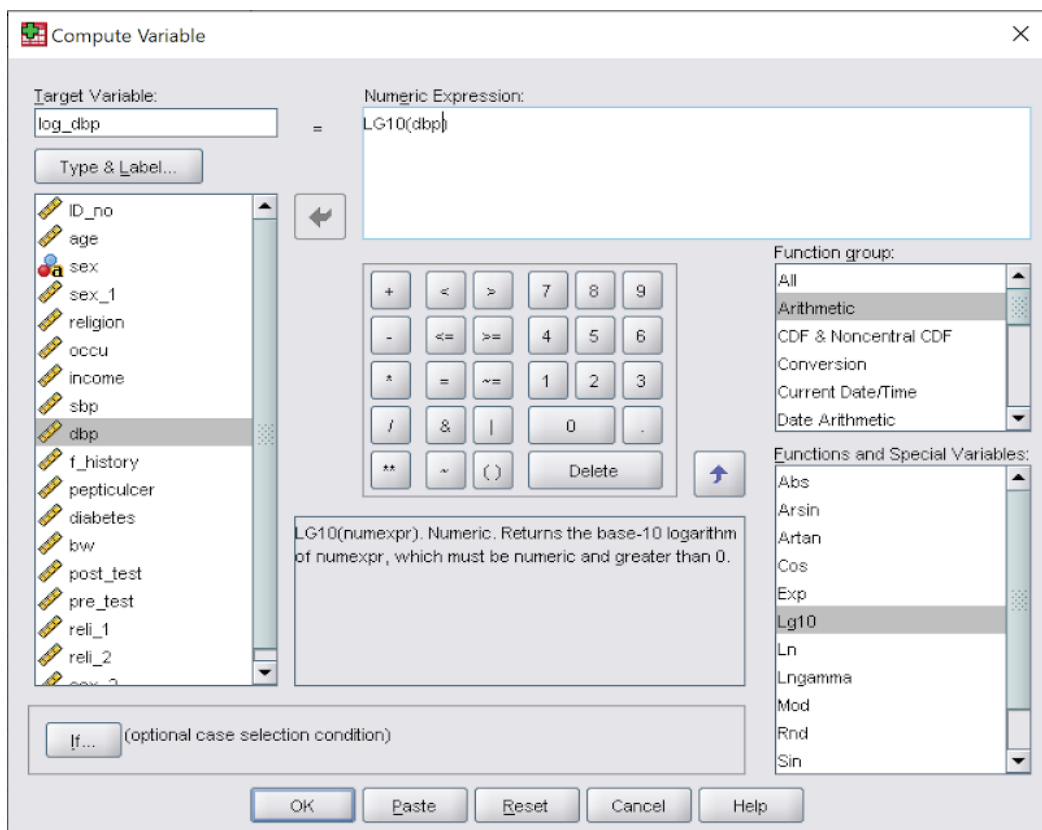 Compute Variable
Target Variable:
log_dbp
=
Numeric Expression:
LG10(dbp)
Type & Label...
ID_no
age
sex
sex_1
religion
occu
income
sbp
dbp
f_history
pepticulcer
diabetes
bw
post_test
pre_test
reli_1
reli_2
+ < > 7 8 9
- <= >= 4 5 6
* = ~= 1 2 3
/ & | 0 .
** ~ ( ) Delete
LG10(numexpr). Numeric. Returns the base-10 logarithm
of numexpr, which must be numeric and greater than 0.
Function group:
All
Arithmetic
CDF & Noncentral CDF
Conversion
Current Date/Time
Date Arithmetic
Functions and Special Variables:
Abs
Arsin
Artan
Cos
Exp
Lg10
Ln
Lngamma
Mod
Rnd
Sin
If... (optional case selection condition)
OK Paste Reset Cancel Help